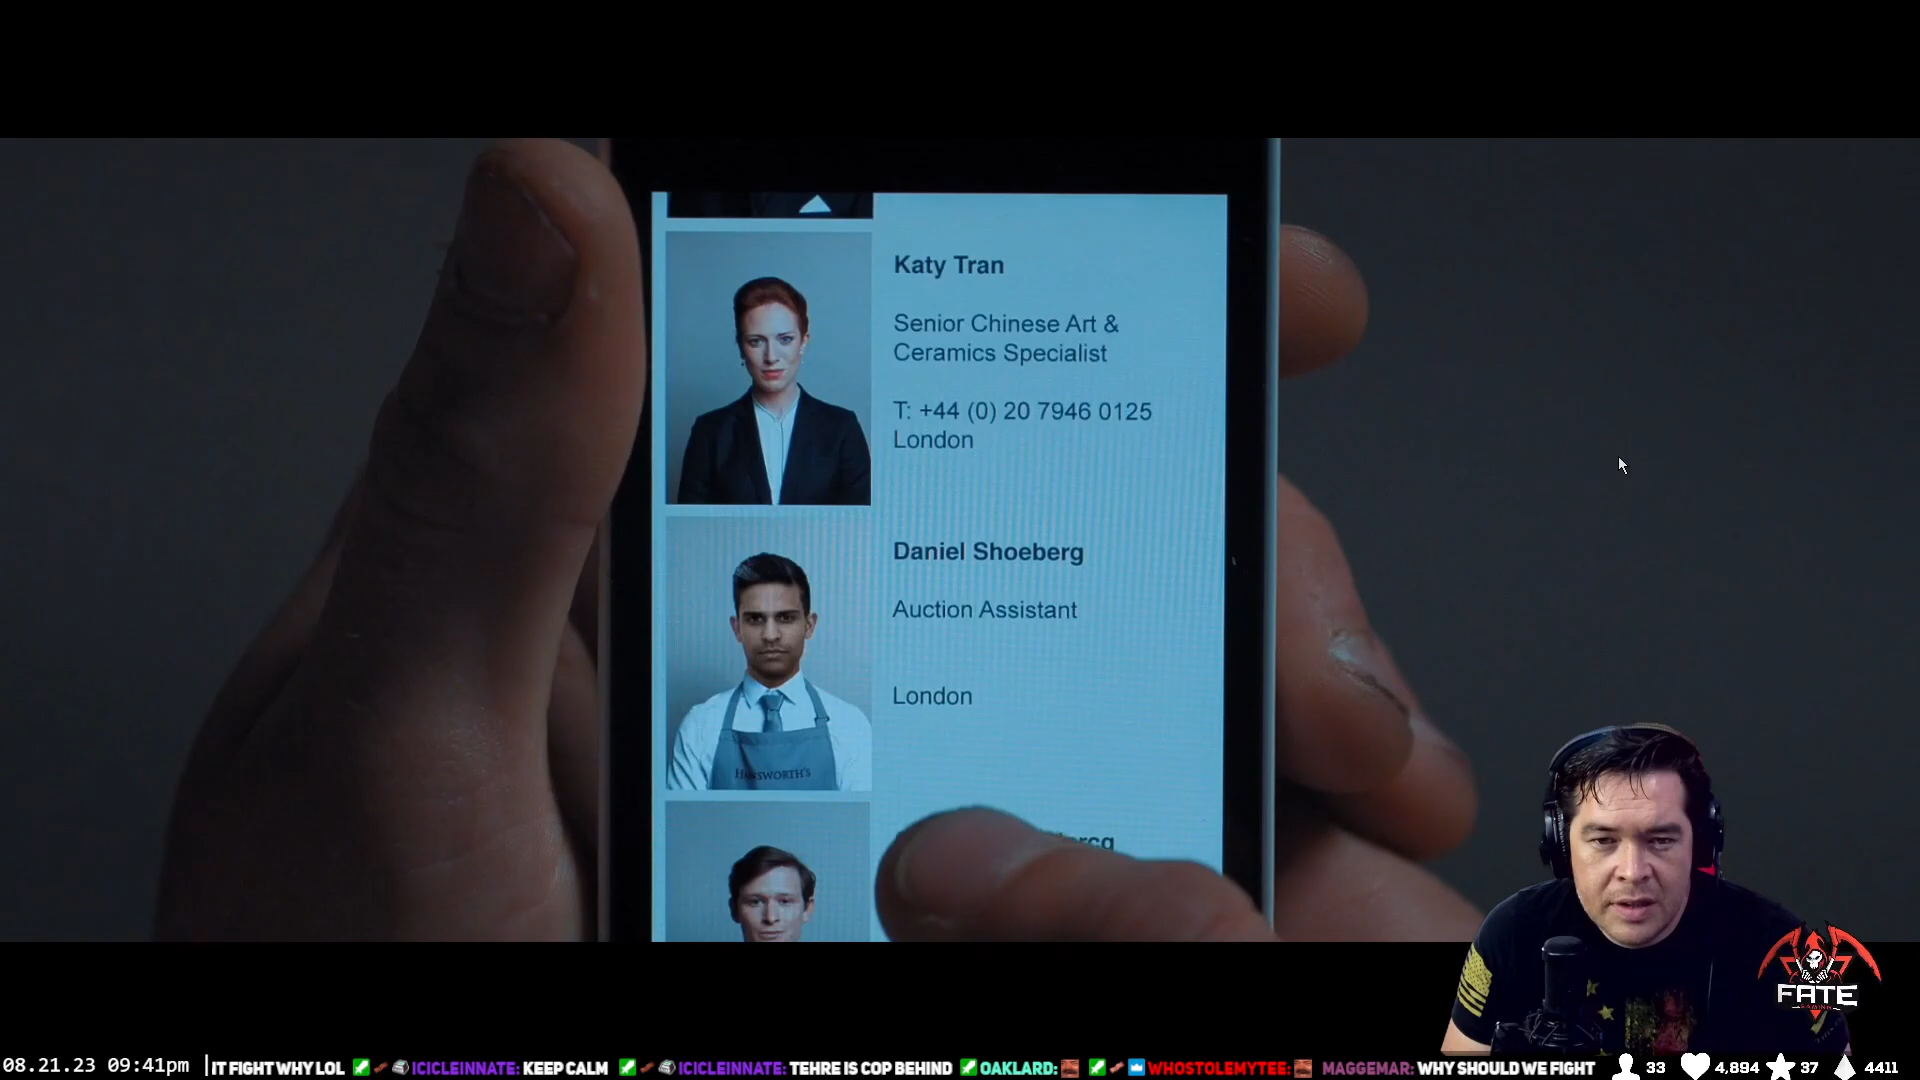 Katy Tran
Senior Chinese Art &
Ceramics Specialist
T: +44 (0) 20 7946 0125
London
Daniel Shoeberg
Auction Assistant
London
HAINSWORTH'S
FATE
GAMING
08.21.23 09:41pm
IT FIGHT WHY LOL ICICLEINNATE: KEEP CALM ICICLEINNATE: TEHRE IS COP BEHIND OAKLARD: WHOSTOLEMYTEE: MAGGEMAR: WHY SHOULD WE FIGHT 33 4,894 37 4411